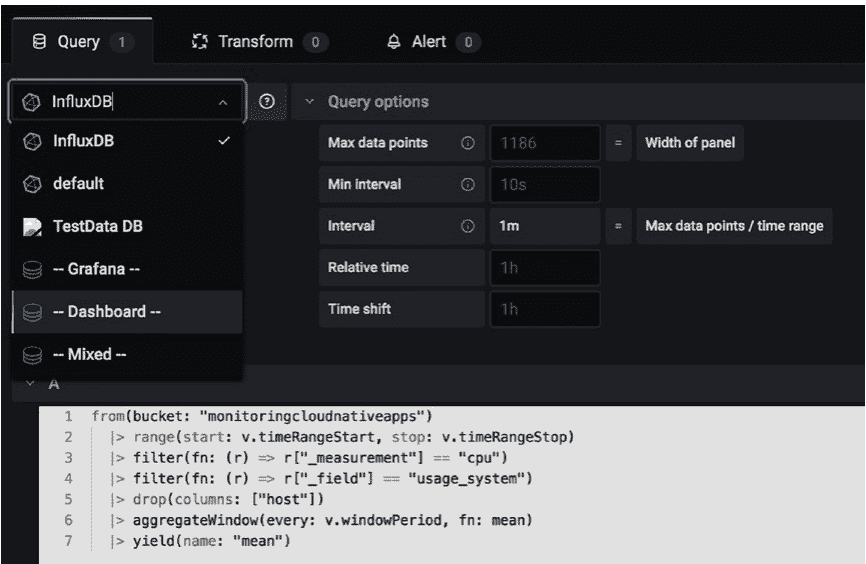 Query 1 Transform 0 Alert 0
InfluxDB
Query options
InfluxDB
default
TestData DB
-- Grafana --
-- Dashboard --
-- Mixed --
Max data points 1186 = Width of panel
Min interval 10s
Interval 1m = Max data points / time range
Relative time 1h
Time shift 1h
A
1 from(bucket: "monitoringcloudnativeapps")
2 |> range(start: v.timeRangeStart, stop: v.timeRangeStop)
3 |> filter(fn: (r) => r["_measurement"] == "cpu")
4 |> filter(fn: (r) => r["_field"] == "usage_system")
5 |> drop(columns: ["host"])
6 |> aggregateWindow(every: v.windowPeriod, fn: mean)
7 |> yield(name: "mean")